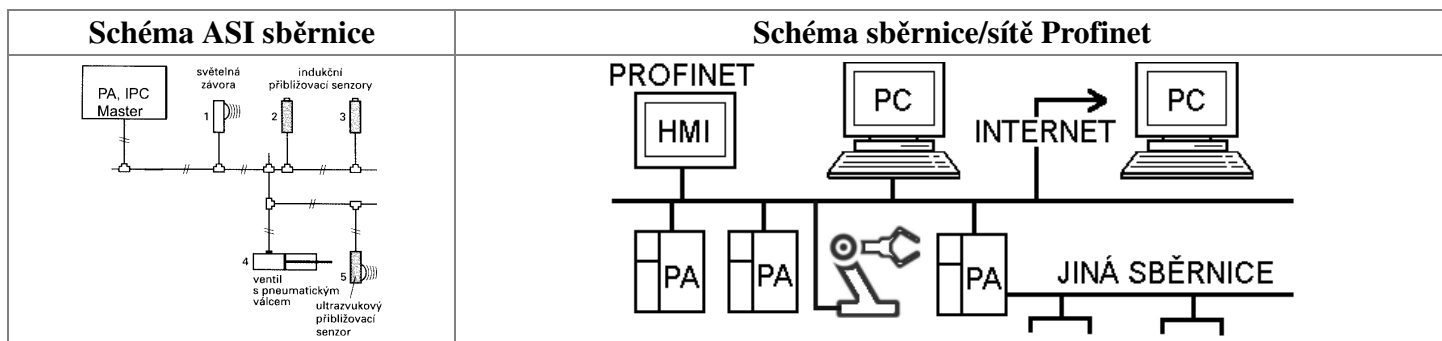 Schéma ASI sběrnice
Schéma sběrnice/sítě Profinet
PA, IPC
Master
světelná
závora
indukční
přibližovací senzory
1
2
3
4
ventil
s pneumatickým
válcem
5
ultrazvukový
přibližovací
senzor
PROFINET
HMI
PC
INTERNET
PC
PA
PA
PA
JINÁ SBĚRNICE